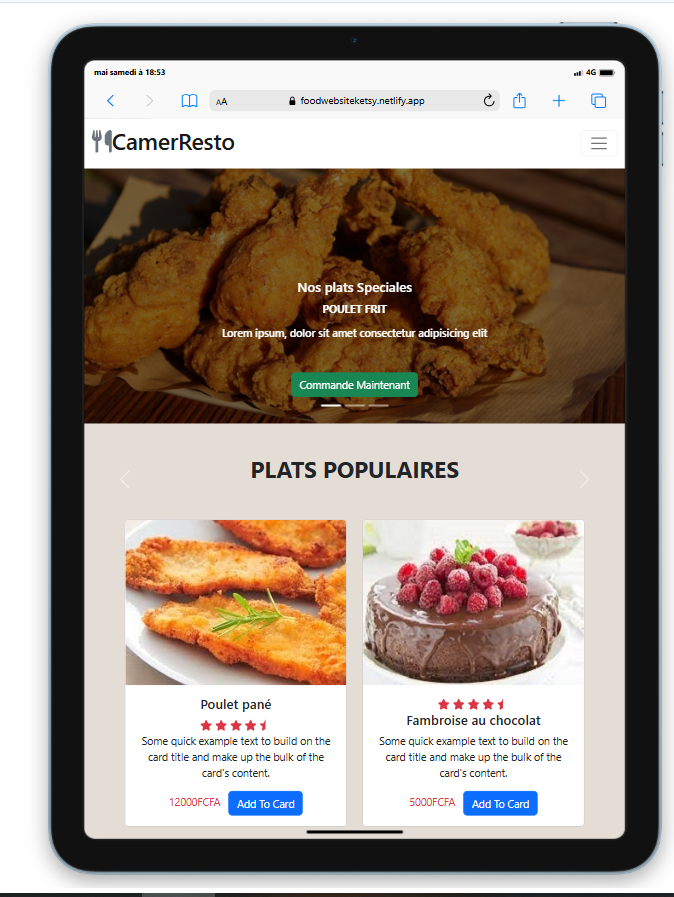 mai samedi à 18:53
4G
AA
foodwebsiteketsy.netlify.app
CamerResto
Nos plats Speciales
POULET FRIT
Lorem ipsum, dolor sit amet consectetur adipisicing elit
Commande Maintenant
PLATS POPULAIRES
Poulet pané
Some quick example text to build on the
card title and make up the bulk of the
card's content.
12000FCFA Add To Card
Fambroise au chocolat
Some quick example text to build on the
card title and make up the bulk of the
card's content.
5000FCFA Add To Card